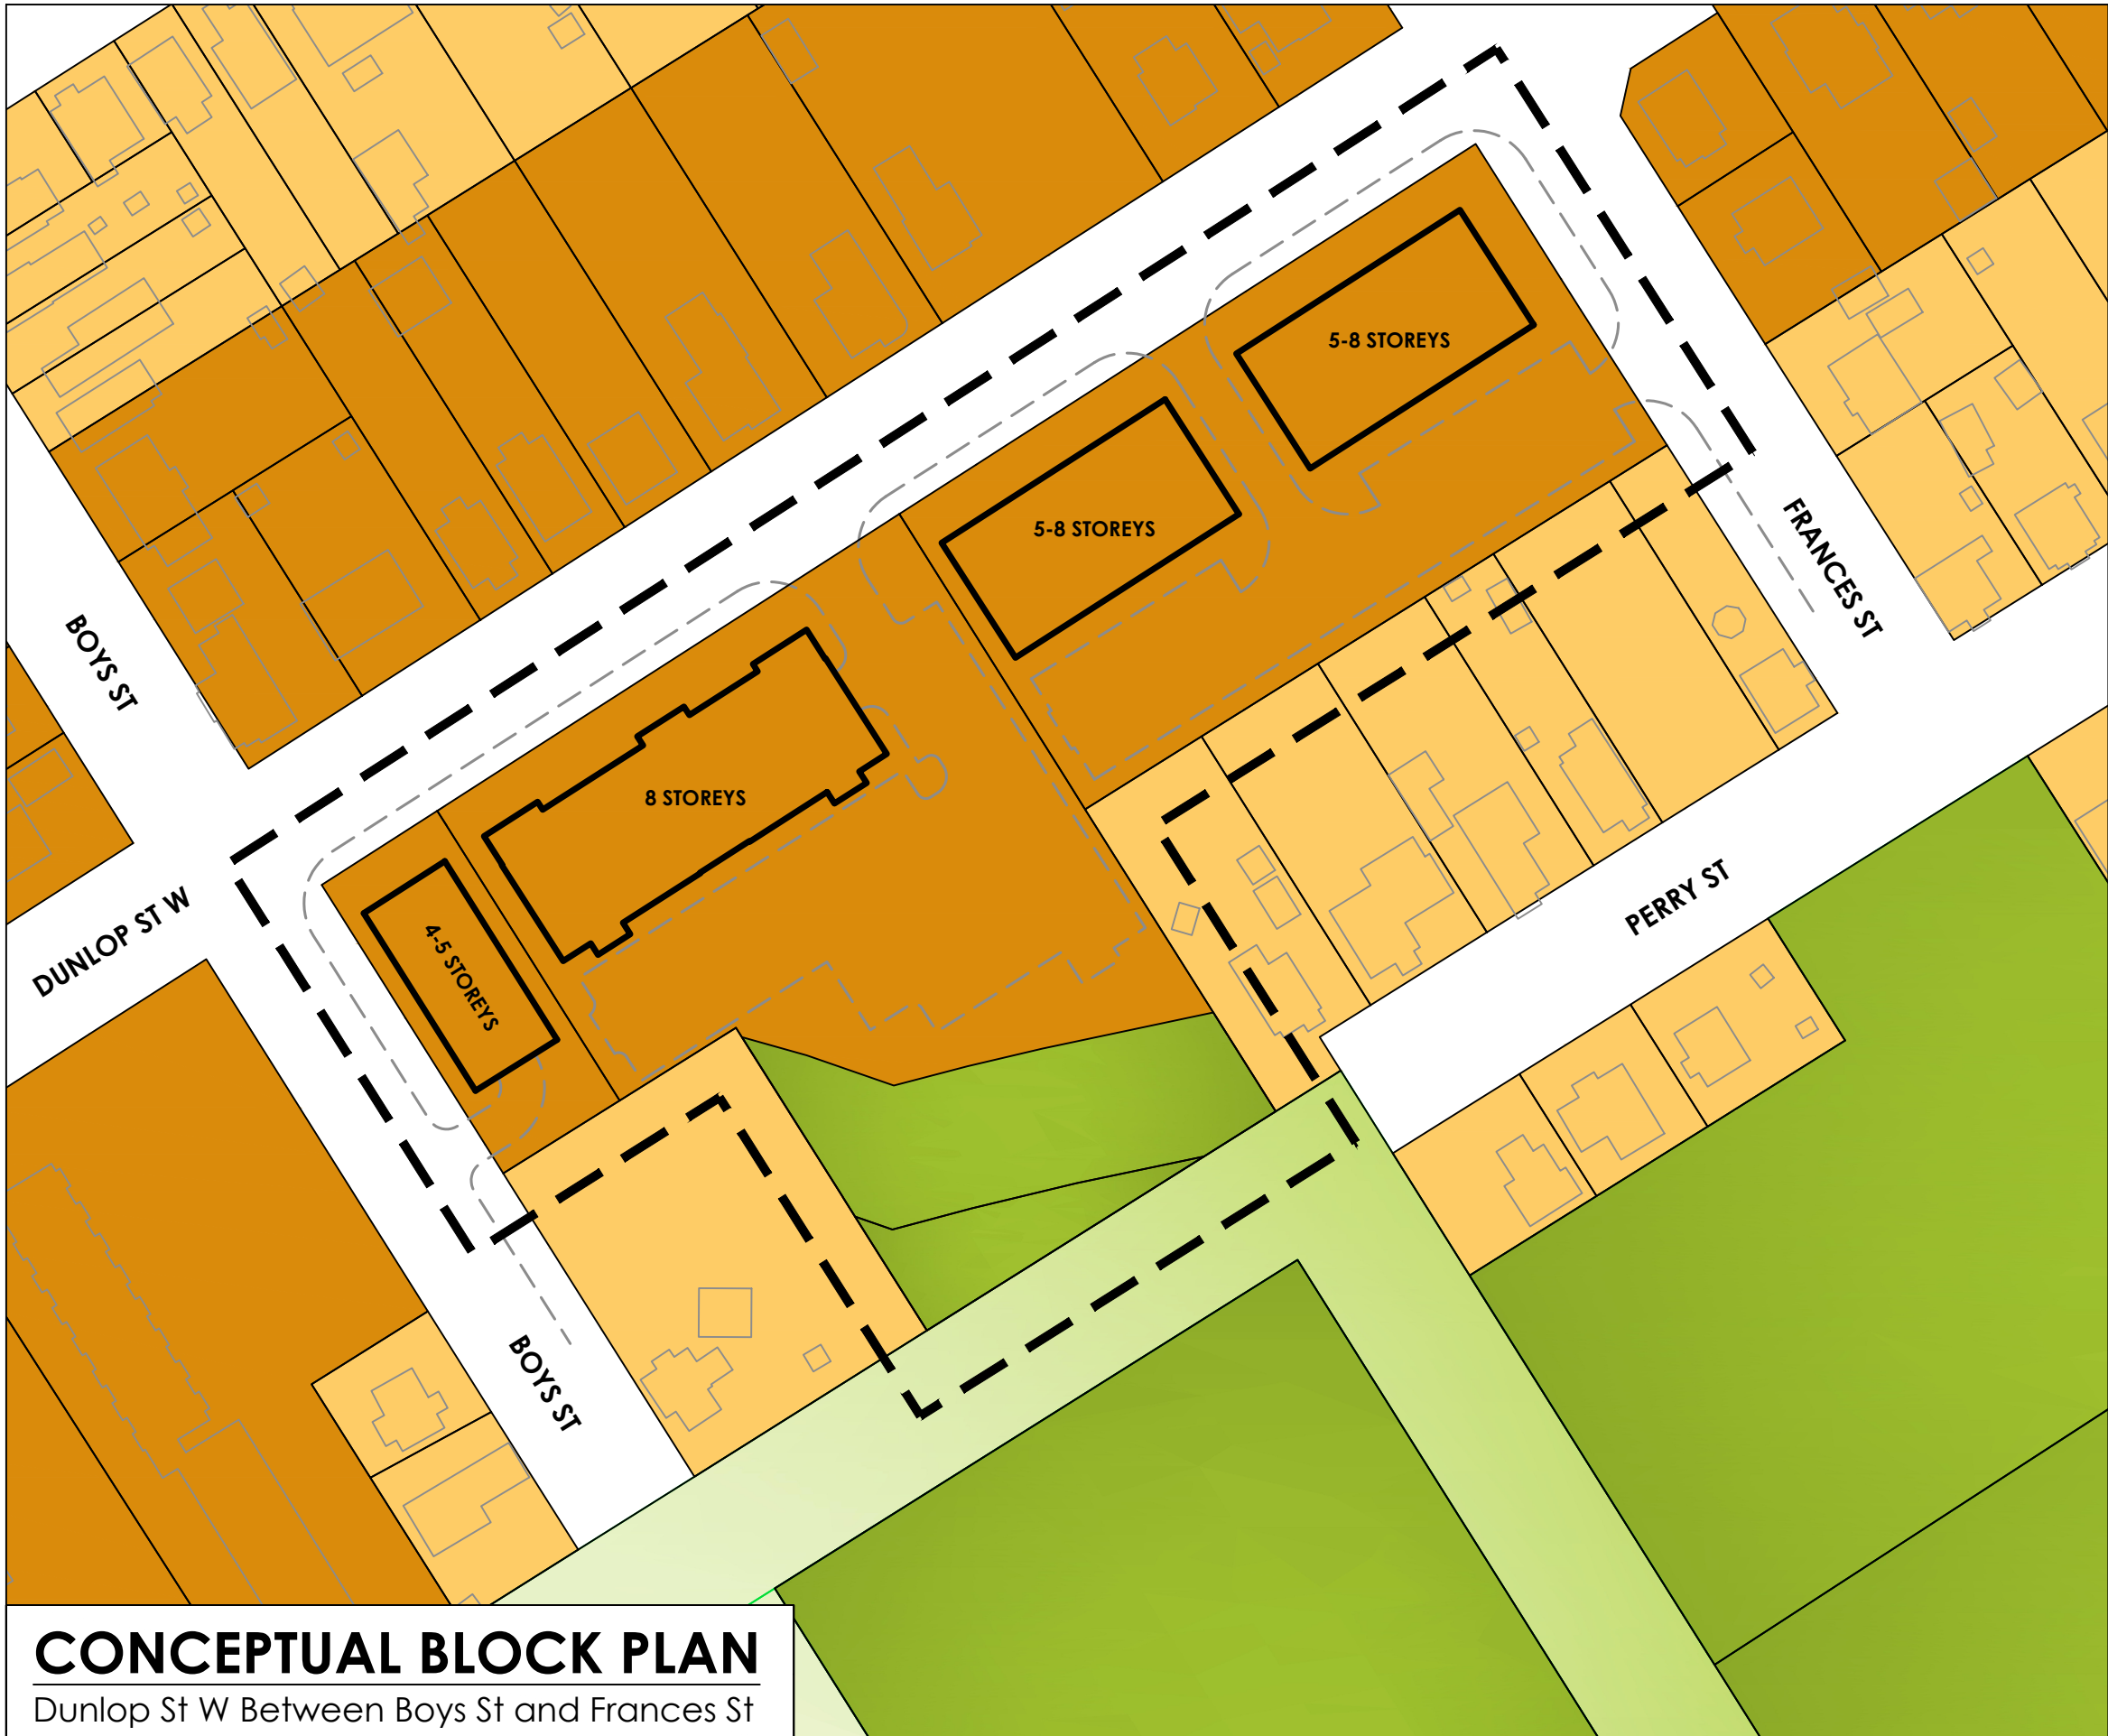 5-8 STOREYS
5-8 STOREYS
8 STOREYS
4-5 STOREYS
BOYS ST
FRANCES ST
DUNLOP ST W
PERRY ST
BOYS ST
CONCEPTUAL BLOCK PLAN
Dunlop St W Between Boys St and Frances St